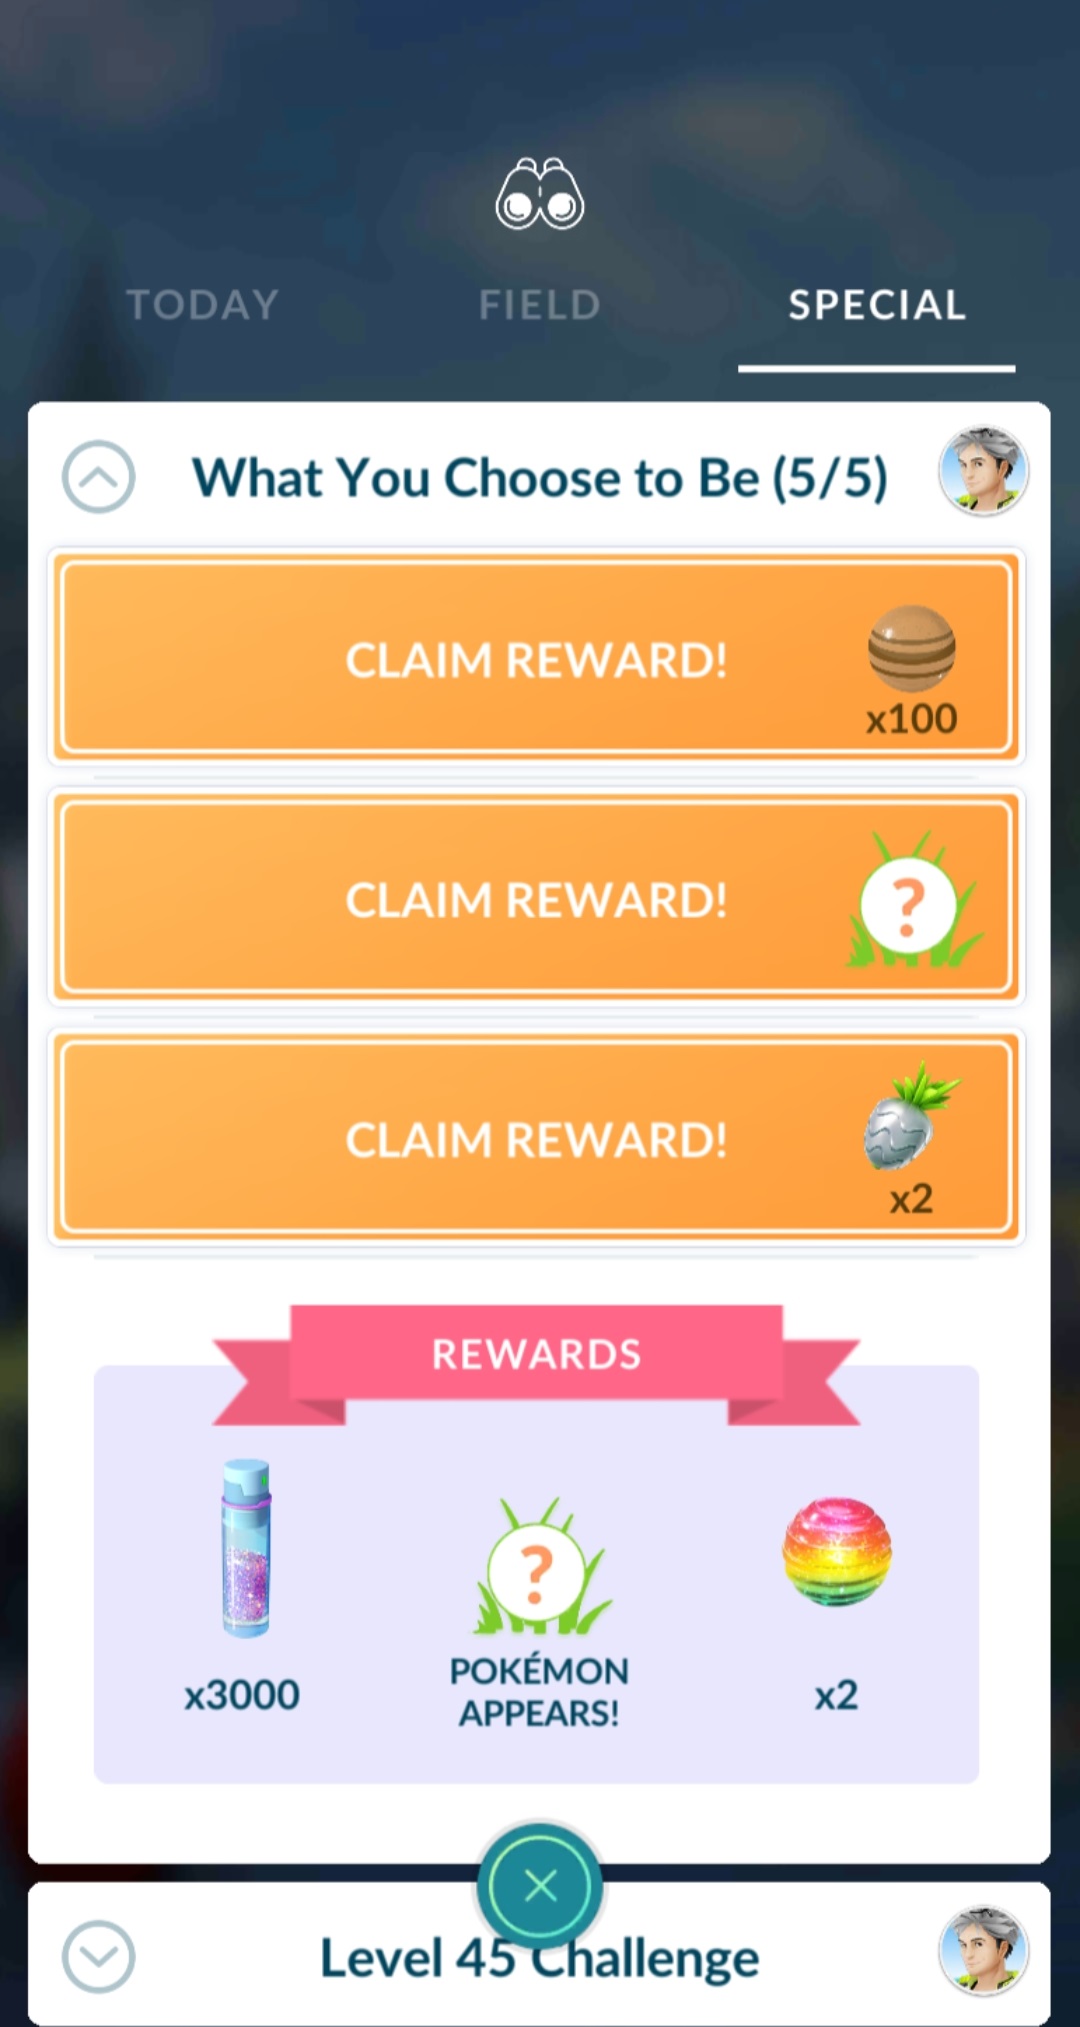 TODAY FIELD SPECIAL
What You Choose to Be (5/5)
CLAIM REWARD!
x100
CLAIM REWARD!
?
CLAIM REWARD!
x2
REWARDS
?
POKÉMON
APPEARS!
x3000
x2
Level 45 Challenge